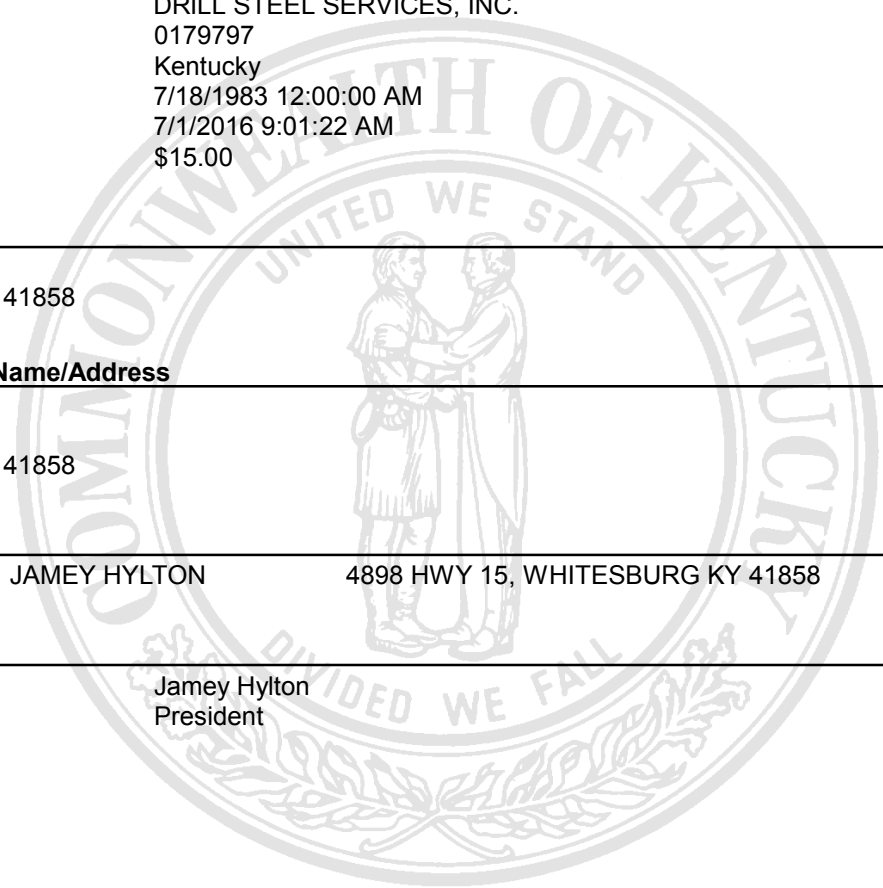 DRILL STEEL SERVICES, INC.
0179797
Kentucky
7/18/1983 12:00:00 AM
7/1/2016 9:01:22 AM
$15.00
41858
Name/Address
41858
JAMEY HYLTON 4898 HWY 15, WHITESBURG KY 41858
Jamey Hylton
President
COMMONWEALTH OF KENTUCKY
UNITED WE STAND
DIVIDED WE FALL